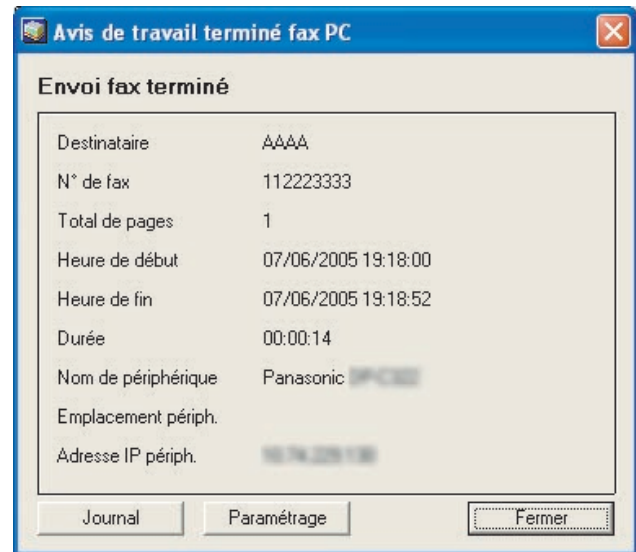 Avis de travail terminé fax PC
Envoi fax terminé
Destinataire AAAA
N° de fax 112223333
Total de pages 1
Heure de début 07/06/2005 19:18:00
Heure de fin 07/06/2005 19:18:52
Durée 00:00:14
Nom de périphérique Panasonic
Emplacement périph.
Adresse IP périph.
Journal Paramétrage Fermer